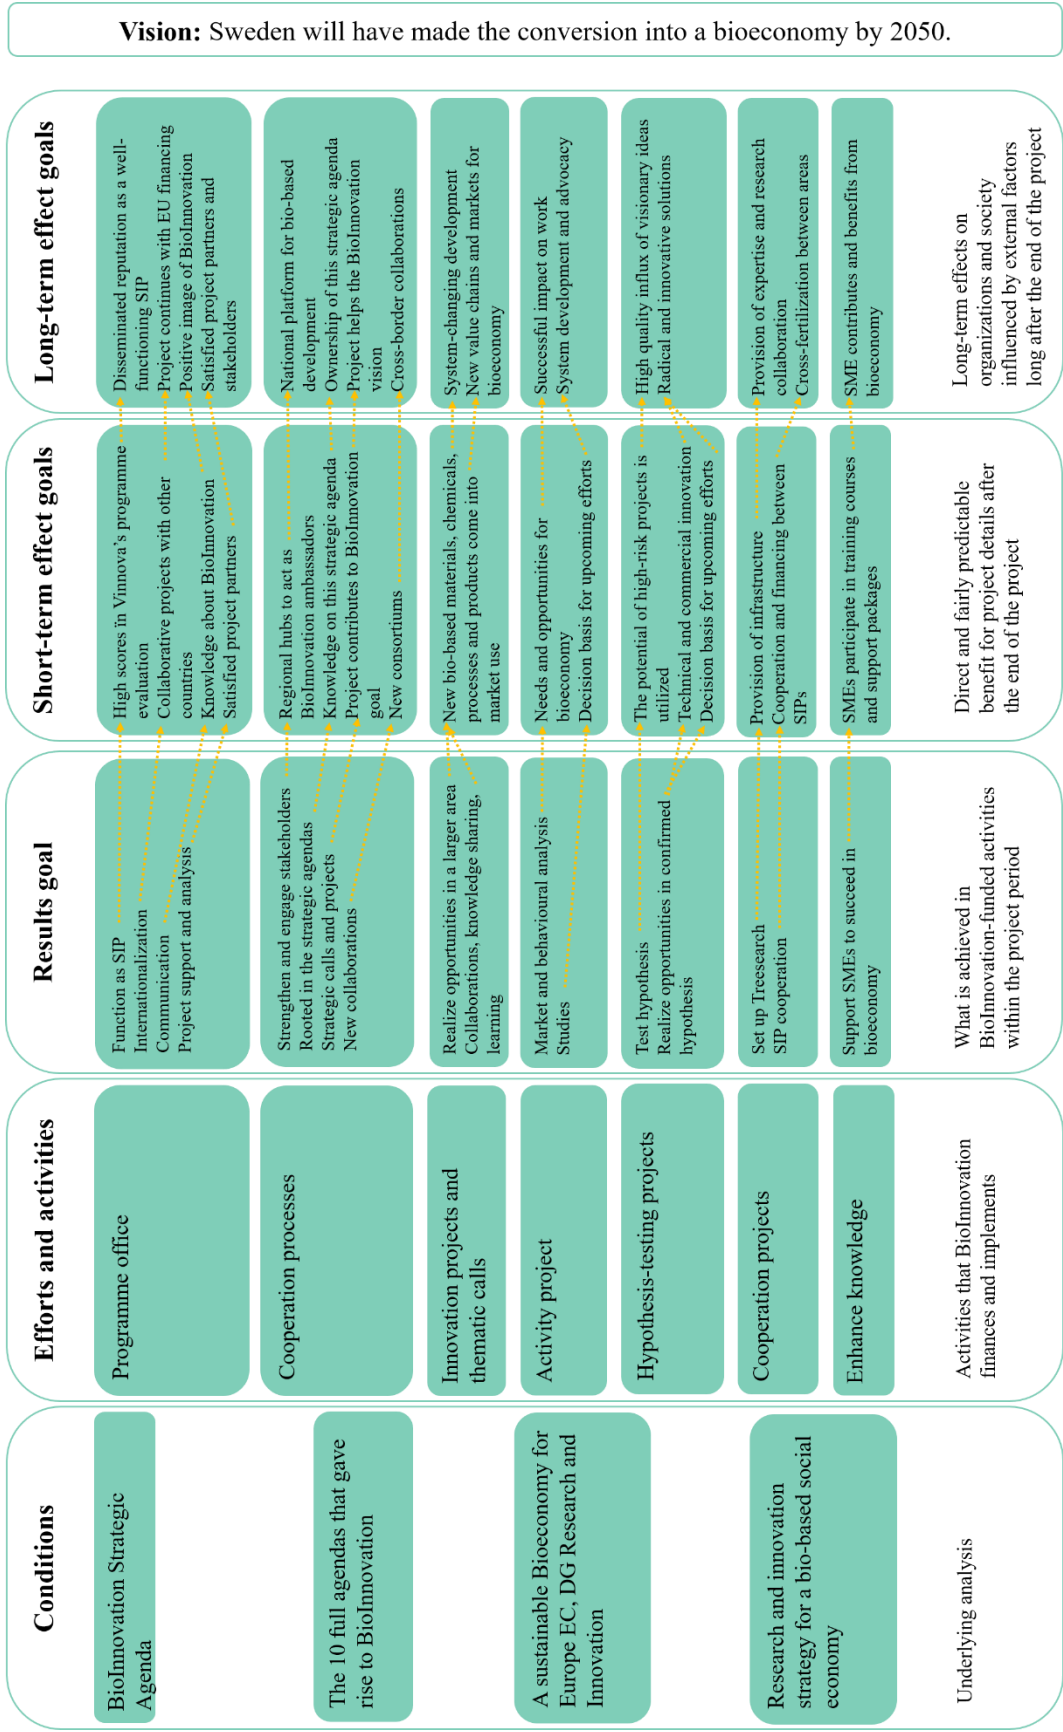 Conditions
BioInnovation Strategic
Agenda
The 10 full agendas that gave
rise to BioInnovation
A sustainable Bioeconomy for
Europe EC, DG Research and
Innovation
Research and innovation
strategy for a bio-based social
economy
Underlying analysis
Efforts and activities
Programme office
Cooperation processes
Innovation projects and
thematic calls
Activity project
Hypothesis-testing projects
Cooperation projects
Enhance knowledge
Activities that BioInnovation
finances and implements
Results goal
Function as SIP
Internationalization
Communication
Project support and analysis
Strengthen and engage stakeholders
Rooted in the strategic agendas
Strategic calls and projects
New collaborations
Realize opportunities in a larger area
Collaborations, knowledge sharing,
learning
Market and behavioural analysis
Studies
Test hypothesis
Realize opportunities in confirmed
hypothesis
Set up Treesearch
SIP cooperation
Support SMEs to succeed in
bioeconomy
What is achieved in
BioInnovation-funded activities
within the project period
Short-term effect goals
High scores in Vinnova's programme
evaluation
Collaborative projects with other
countries
Knowledge about BioInnovation
Satisfied project partners
Regional hubs to act as
BioInnovation ambassadors
Knowledge on this strategic agenda
Project contributes to BioInnovation
goal
New consortiums
New bio-based materials, chemicals,
processes and products come into
market use
Needs and opportunities for
bioeconomy
Decision basis for upcoming efforts
The potential of high-risk projects is
utilized
Technical and commercial innovation
Decision basis for upcoming efforts
Provision of infrastructure
Cooperation and financing between
SIPs
SMEs participate in training courses
and support packages
Direct and fairly predictable
benefit for project details after
the end of the project
Long-term effect goals
Disseminated reputation as a well-
functioning SIP
Project continues with EU financing
Positive image of BioInnovation
Satisfied project partners and
stakeholders
National platform for bio-based
development
Ownership of this strategic agenda
Project helps the BioInnovation
vision
Cross-border collaborations
System-changing development
New value chains and markets for
bioeconomy
Successful impact on work
System development and advocacy
High quality influx of visionary ideas
Radical and innovative solutions
Provision of expertise and research
collaboration
Cross-fertilization between areas
SME contributes and benefits from
bioeconomy
Long-term effects on
organizations and society
influenced by external factors
long after the end of the project
Vision: Sweden will have made the conversion into a bioeconomy by 2050.